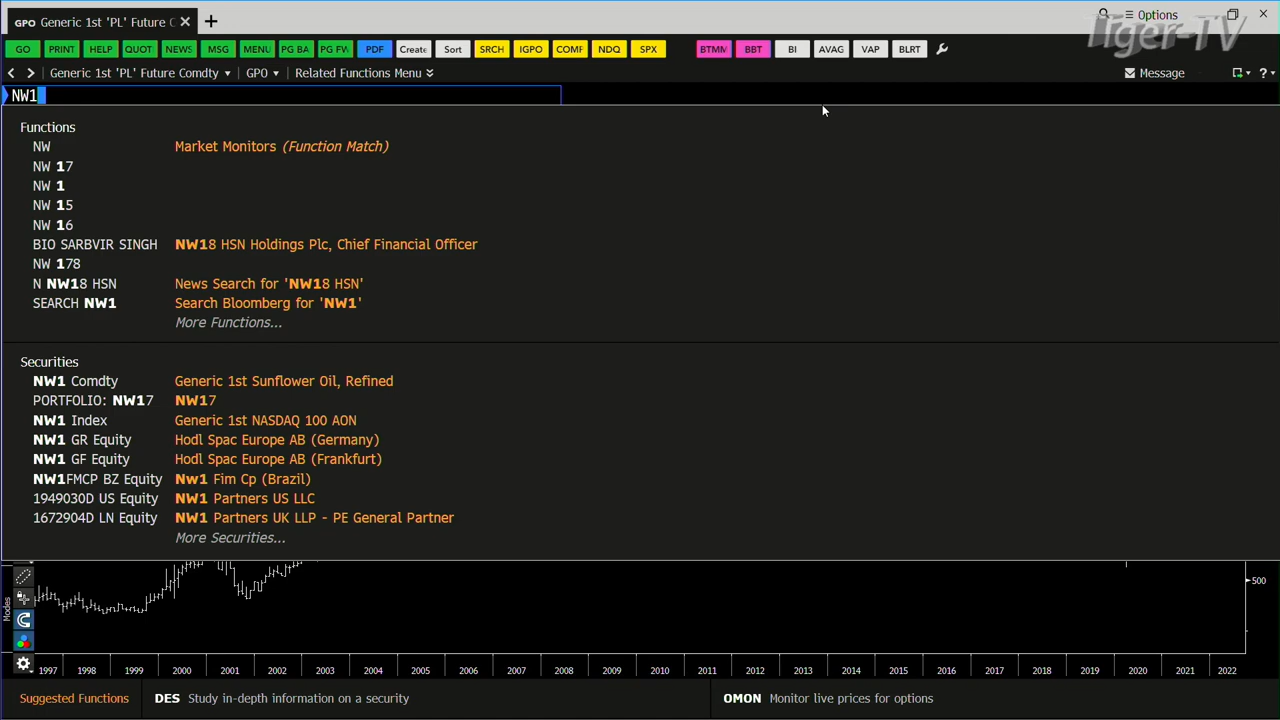 GPO Generic 1st 'PL' Future C
Options
Tiger-TV
GO PRINT HELP QUOT NEWS MSG MENU PG BA PG FW PDF Create Sort SRCH IGPO COMF NDQ SPX BTMM BBT BI AVAG VAP BLRT
Generic 1st 'PL' Future Comdty GPO Related Functions Menu Message ?
NW1
Functions
NW Market Monitors (Function Match)
NW 17
NW 1
NW 15
NW 16
BIO SARBVIR SINGH NW18 HSN Holdings Plc, Chief Financial Officer
NW 178
N NW18 HSN News Search for 'NW18 HSN'
SEARCH NW1 Search Bloomberg for 'NW1'
More Functions...
Securities
NW1 Comdty Generic 1st Sunflower Oil, Refined
PORTFOLIO: NW17 NW17
NW1 Index Generic 1st NASDAQ 100 AON
NW1 GR Equity Hodl Spac Europe AB (Germany)
NW1 GF Equity Hodl Spac Europe AB (Frankfurt)
NW1FMCP BZ Equity Nw1 Fim Cp (Brazil)
1949030D US Equity NW1 Partners US LLC
1672904D LN Equity NW1 Partners UK LLP - PE General Partner
More Securities...
500
Modes
1997 1998 1999 2000 2001 2002 2003 2004 2005 2006 2007 2008 2009 2010 2011 2012 2013 2014 2015 2016 2017 2018 2019 2020 2021 2022
Suggested Functions DES Study in-depth information on a security OMON Monitor live prices for options